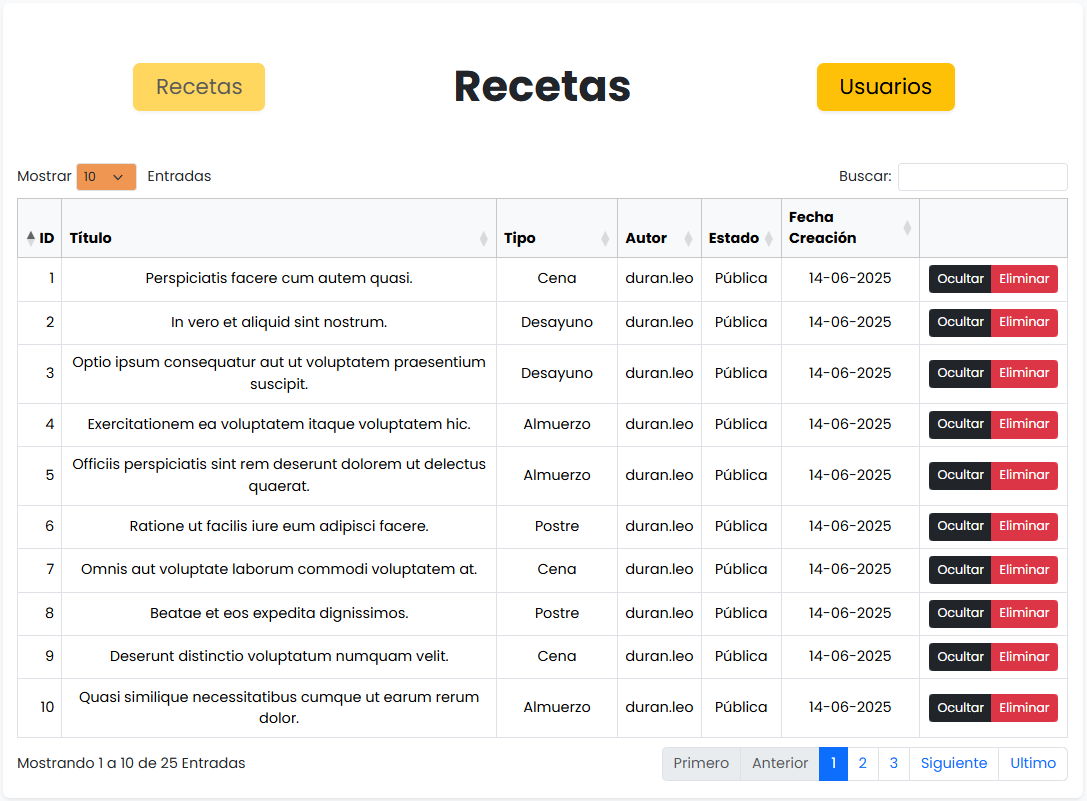 Recetas
Recetas
Usuarios
Mostrar 10 Entradas
Buscar:
ID Título Tipo Autor Estado Fecha
Creación
1 Perspiciatis facere cum autem quasi. Cena duran.leo Pública 14-06-2025 Ocultar Eliminar
2 In vero et aliquid sint nostrum. Desayuno duran.leo Pública 14-06-2025 Ocultar Eliminar
3 Optio ipsum consequatur aut ut voluptatem praesentium
suscipit. Desayuno duran.leo Pública 14-06-2025 Ocultar Eliminar
4 Exercitationem ea voluptatem itaque voluptatem hic. Almuerzo duran.leo Pública 14-06-2025 Ocultar Eliminar
5 Officiis perspiciatis sint rem deserunt dolorem ut delectus
quaerat. Almuerzo duran.leo Pública 14-06-2025 Ocultar Eliminar
6 Ratione ut facilis iure eum adipisci facere. Postre duran.leo Pública 14-06-2025 Ocultar Eliminar
7 Omnis aut voluptate laborum commodi voluptatem at. Cena duran.leo Pública 14-06-2025 Ocultar Eliminar
8 Beatae et eos expedita dignissimos. Postre duran.leo Pública 14-06-2025 Ocultar Eliminar
9 Deserunt distinctio voluptatum numquam velit. Cena duran.leo Pública 14-06-2025 Ocultar Eliminar
10 Quasi similique necessitatibus cumque ut earum rerum
dolor. Almuerzo duran.leo Pública 14-06-2025 Ocultar Eliminar
Mostrando 1 a 10 de 25 Entradas
Primero Anterior 1 2 3 Siguiente Ultimo